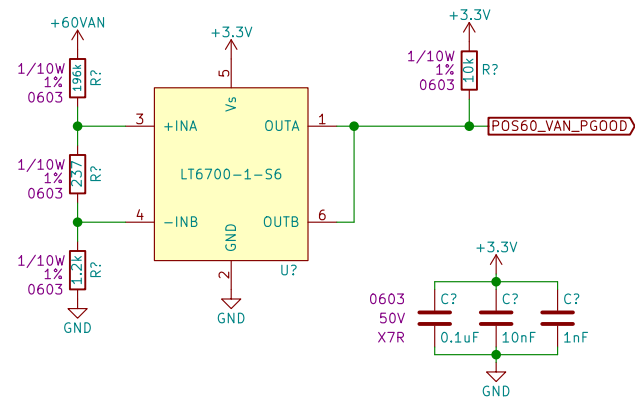 +60VAN
1/10W
1%
0603
196k
R?
1/10W
1%
0603
237
R?
1/10W
1%
0603
1.2k
R?
GND
+3.3V
5
Vs
3
+INA
OUTA
1
LT6700-1-S6
4
-INB
OUTB
6
GND
2
U?
GND
+3.3V
1/10W
1%
0603
10k
R?
POS60_VAN_PGOOD
+3.3V
0603
50V
X7R
C?
0.1uF
C?
10nF
C?
1nF
GND